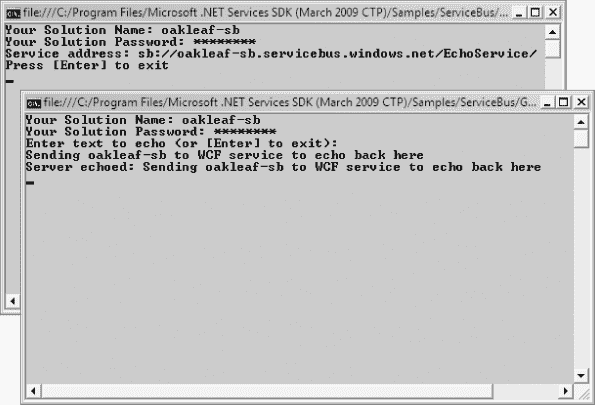 file:///C:/Program Files/Microsoft .NET Services SDK (March 2009 CTP)/Samples/ServiceBus/...
Your Solution Name: oakleaf-sb
Your Solution Password: ********
Service address: sb://oakleaf-sb.servicebus.windows.net/EchoService/
Press [Enter] to exit
file:///C:/Program Files/Microsoft .NET Services SDK (March 2009 CTP)/Samples/ServiceBus/G...
Your Solution Name: oakleaf-sb
Your Solution Password: ********
Enter text to echo (or [Enter] to exit):
Sending oakleaf-sb to WCF service to echo back here
Server echoed: Sending oakleaf-sb to WCF service to echo back here